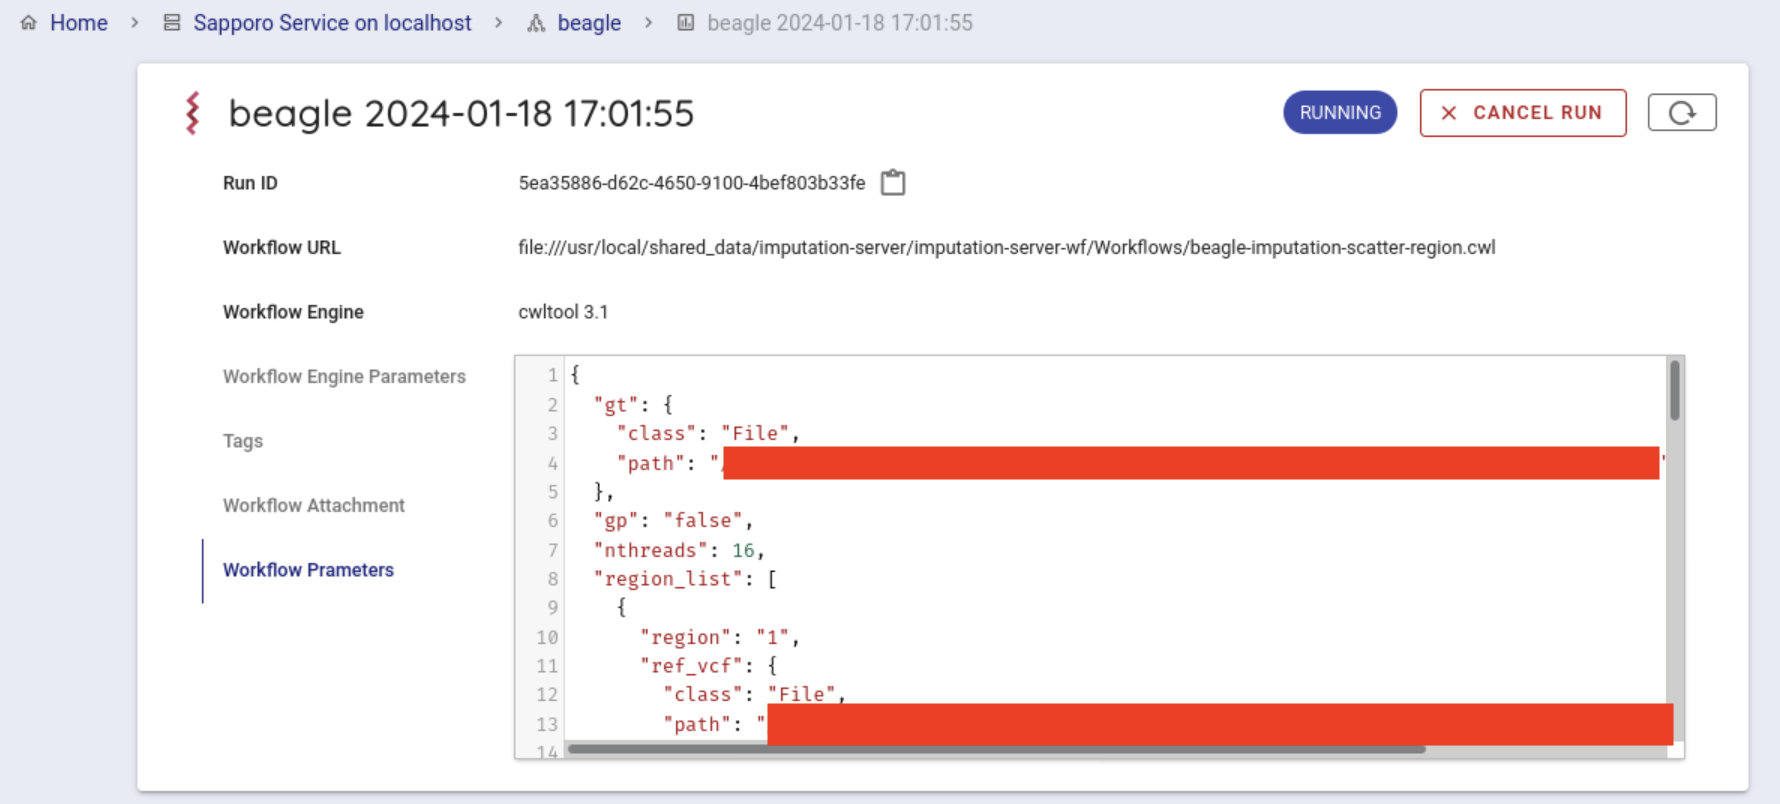 Home > Sapporo Service on localhost > beagle > beagle 2024-01-18 17:01:55
beagle 2024-01-18 17:01:55 RUNNING × CANCEL RUN
Run ID 5ea35886-d62c-4650-9100-4bef803b33fe
Workflow URL file:///usr/local/shared_data/imputation-server/imputation-server-wf/Workflows/beagle-imputation-scatter-region.cwl
Workflow Engine cwltool 3.1
Workflow Engine Parameters
Tags
Workflow Attachment
Workflow Prameters
1 {
2 "gt": {
3 "class": "File",
4 "path": "
5 },
6 "gp": "false",
7 "nthreads": 16,
8 "region_list": [
9 {
10 "region": "1",
11 "ref_vcf": {
12 "class": "File",
13 "path": "
14